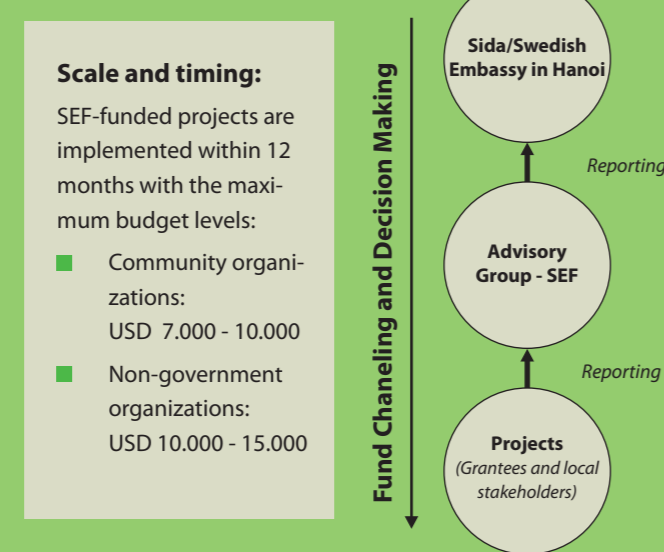 Scale and timing:
SEF-funded projects are
implemented within 12
months with the maxi-
mum budget levels:
Community organi-
zations:
USD 7.000 - 10.000
Non-government
organizations:
USD 10.000 - 15.000
Fund Chaneling and Decision Making
Sida/Swedish
Embassy in Hanoi
Reporting
Advisory
Group - SEF
Reporting
Projects
(Grantees and local
stakeholders)